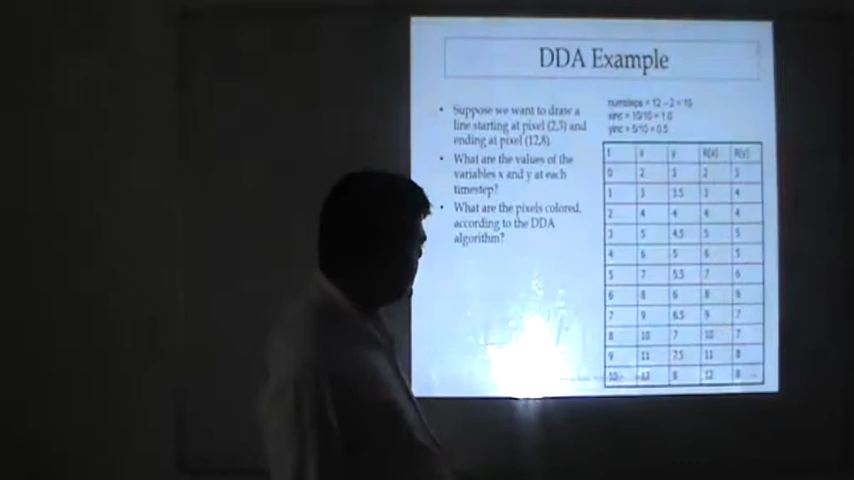 DDA Example
• Suppose we want to draw a
line starting at pixel (2,3) and
ending at pixel (12,8).
• What are the values of the
variables x and y at each
timestep?
• What are the pixels colored,
according to the DDA
algorithm?
numsteps = 12 – 2 = 10
xinc = 10/10 = 1.0
yinc = 5/10 = 0.5
t x y R(x) R(y)
0 2 3 2 3
1 3 3.5 3 4
2 4 4 4 4
3 5 4.5 5 5
4 6 5 6 5
5 7 5.5 7 6
6 8 6 8 6
7 9 6.5 9 7
8 10 7 10 7
9 11 7.5 11 8
10 12 8 12 8